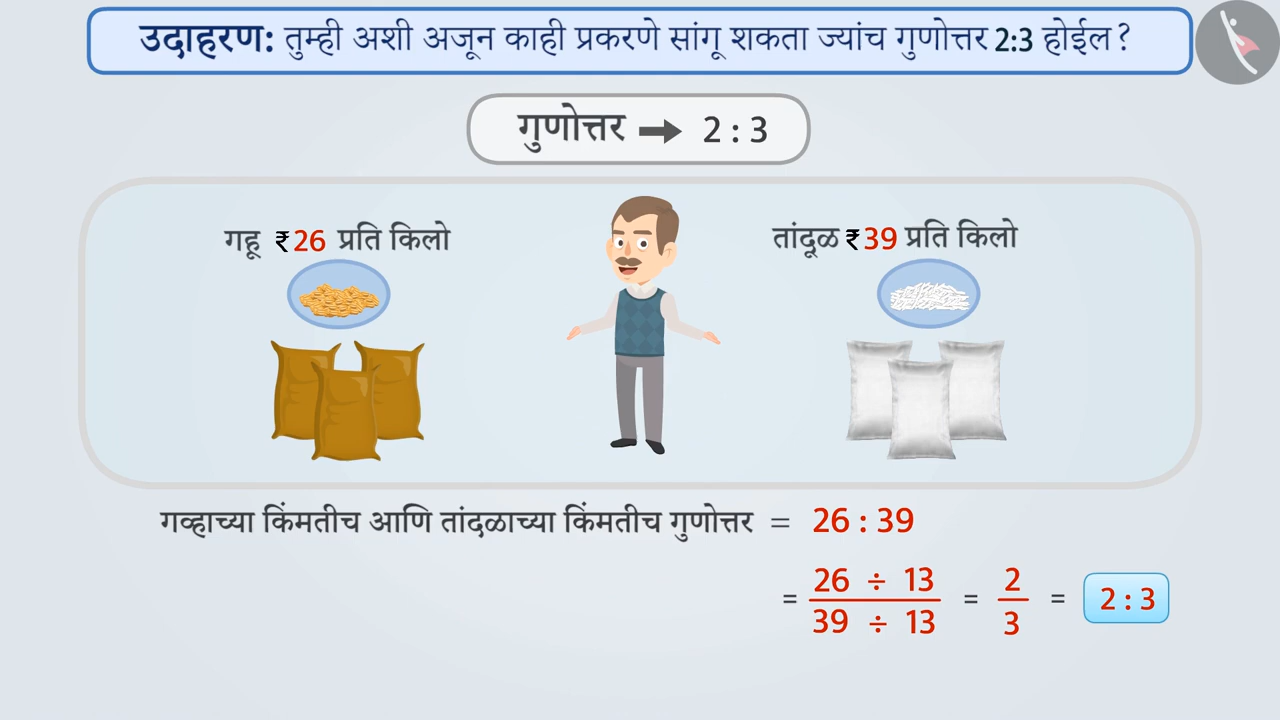 उदाहरण: तुम्ही अशी अजून काही प्रकरणे सांगू शकता ज्यांच गुणोत्तर 2:3 होईल?
गुणोत्तर ➡ 2 : 3
गहू ₹26 प्रति किलो
तांदूळ ₹39 प्रति किलो
गव्हाच्या किंमतीच आणि तांदळाच्या किंमतीच गुणोत्तर = 26 : 39
= 26 ÷ 13 / 39 ÷ 13 = 2 / 3 = 2 : 3